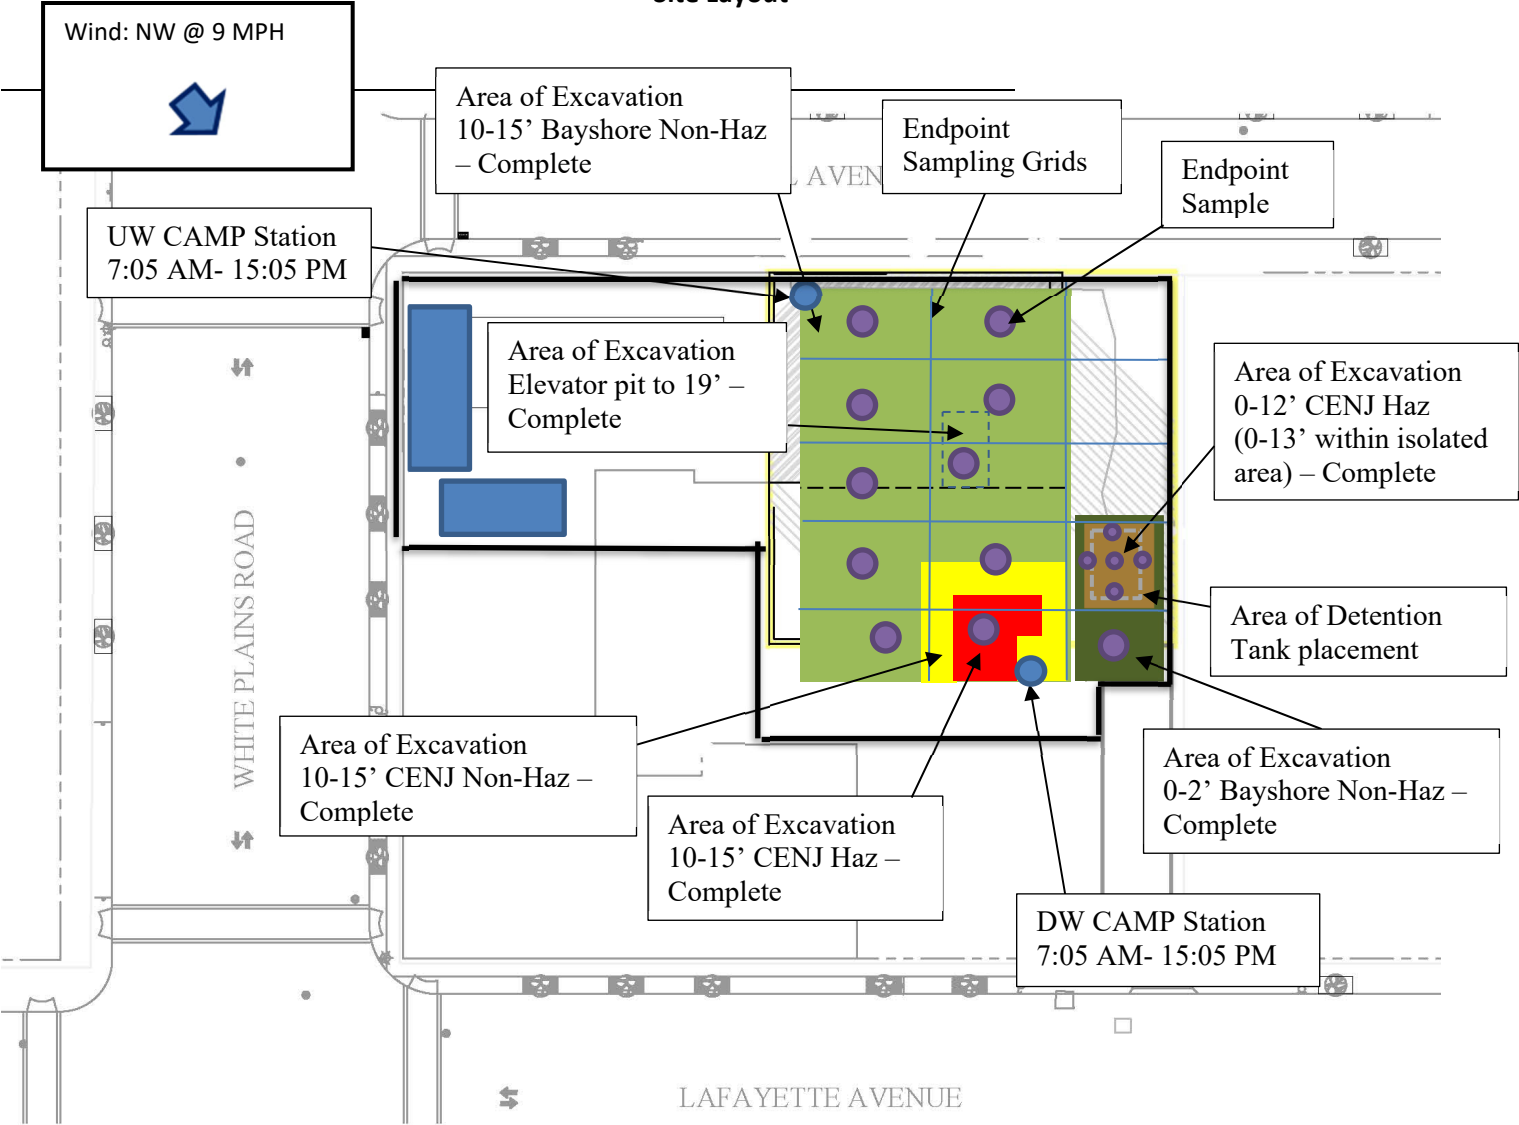 Site Layout
Wind: NW @ 9 MPH
Area of Excavation
10-15’ Bayshore Non-Haz
– Complete
Endpoint
Sampling Grids
AVEN
Endpoint
Sample
UW CAMP Station
7:05 AM- 15:05 PM
Area of Excavation
Elevator pit to 19’ –
Complete
Area of Excavation
0-12’ CENJ Haz
(0-13’ within isolated
area) – Complete
WHITE PLAINS ROAD
Area of Detention
Tank placement
Area of Excavation
10-15’ CENJ Non-Haz –
Complete
Area of Excavation
10-15’ CENJ Haz –
Complete
Area of Excavation
0-2’ Bayshore Non-Haz –
Complete
DW CAMP Station
7:05 AM- 15:05 PM
LAFAYETTE AVENUE